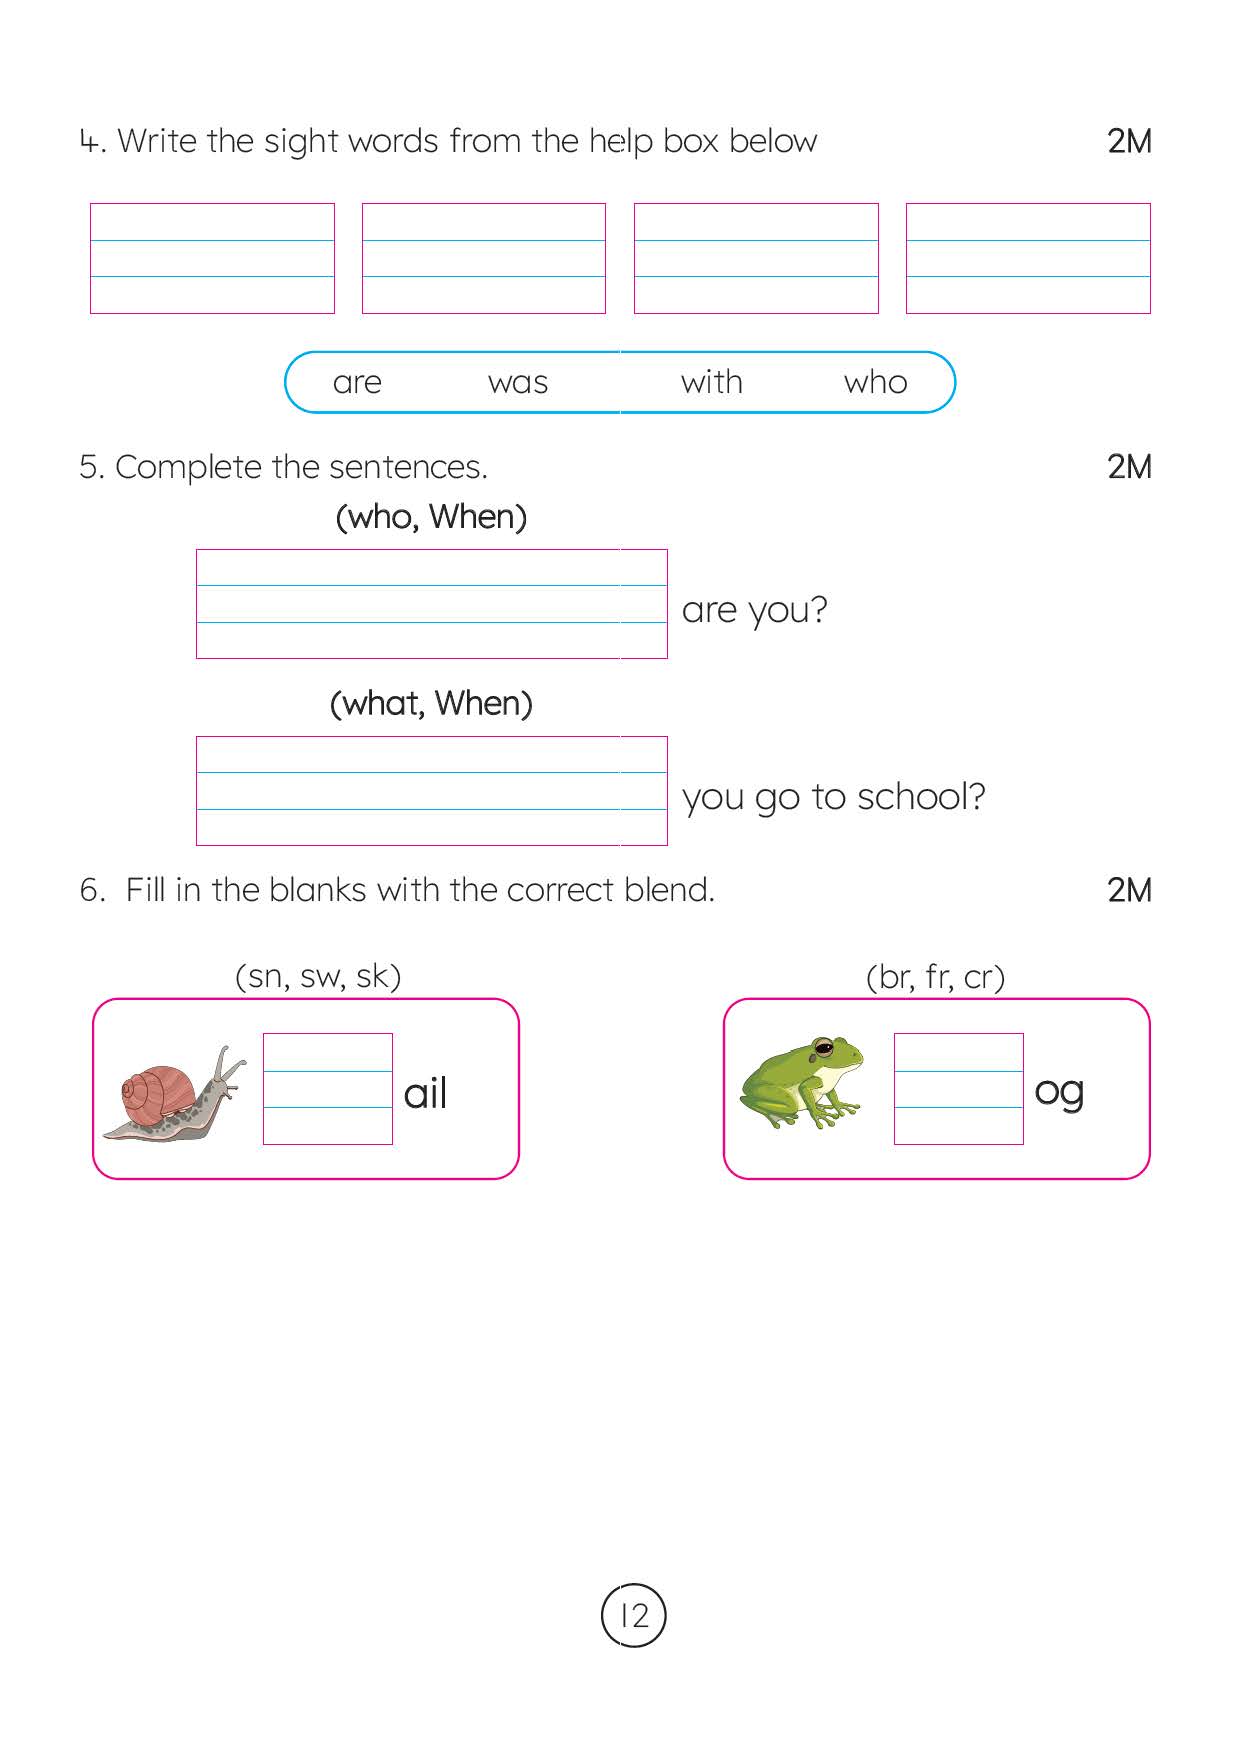 4. Write the sight words from the help box below 2M
are was with who
5. Complete the sentences. 2M
(who, When)
are you?
(what, When)
you go to school?
6. Fill in the blanks with the correct blend. 2M
(sn, sw, sk) (br, fr, cr)
ail og
12